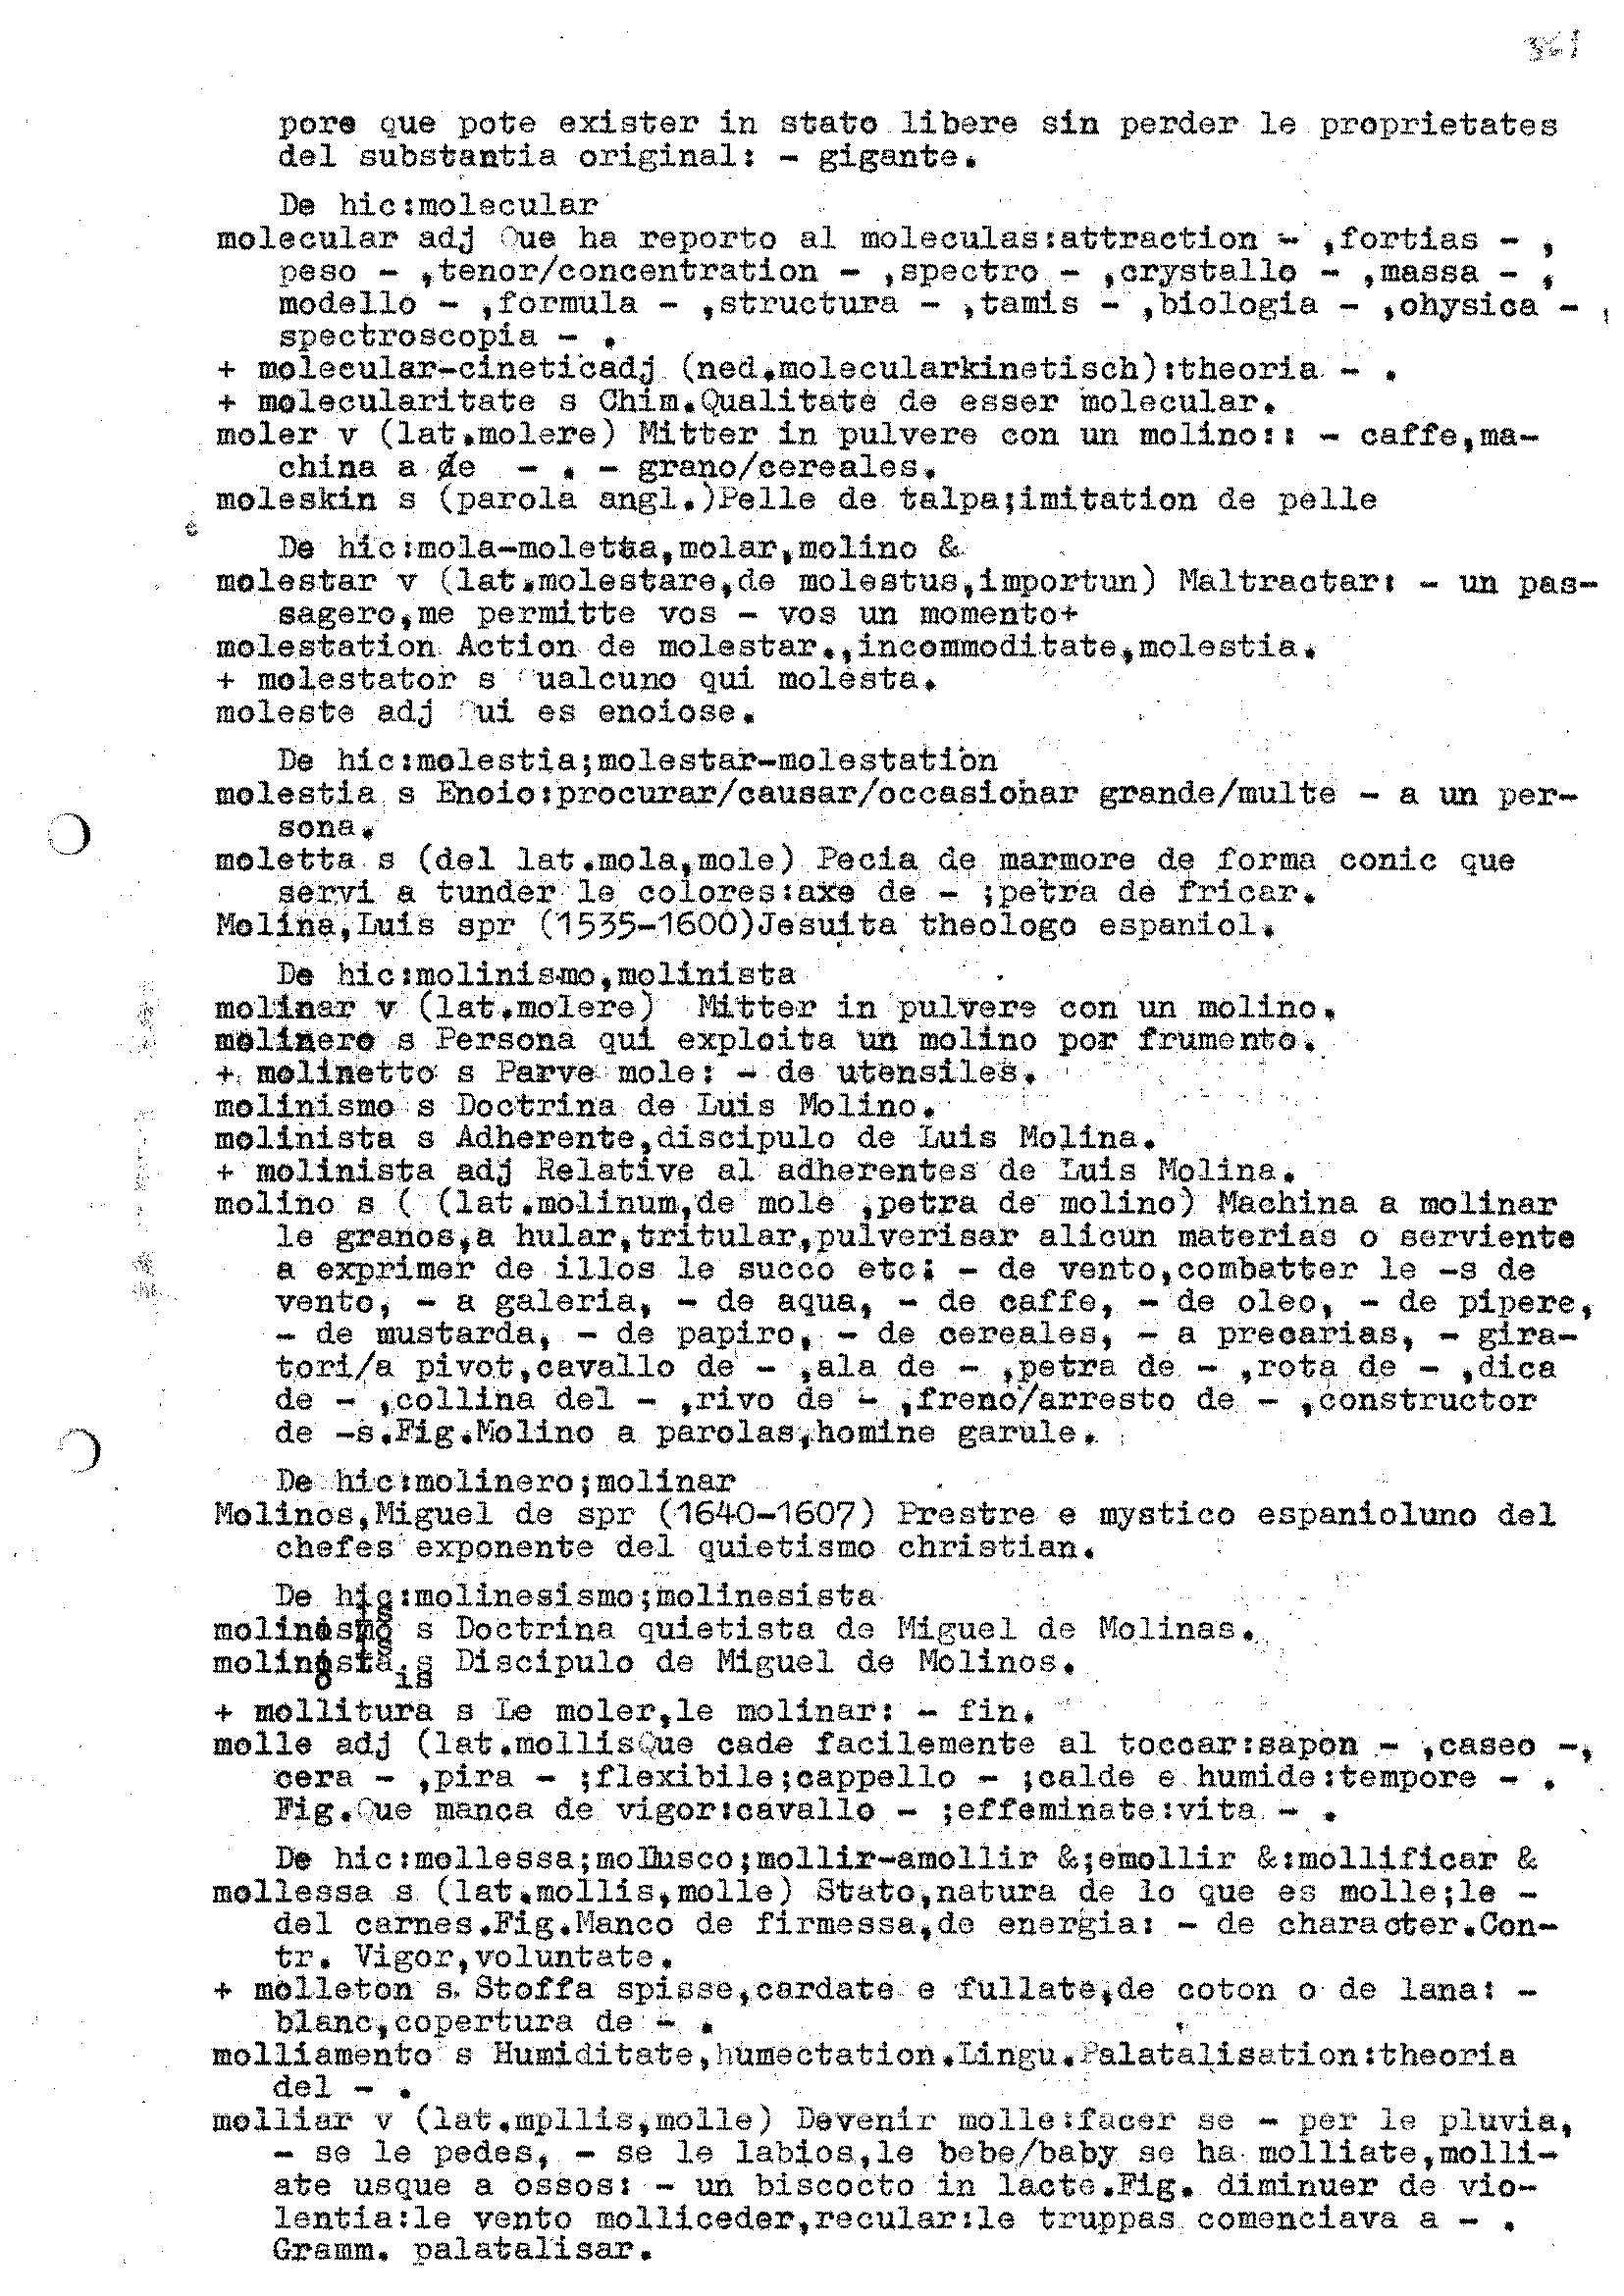 361
pore que pote exister in stato libere sin perder le proprietates
del substantia original: - gigante.
De hic:molecular
molecular adj Que ha reporto al moleculas:attraction - ,fortias - ,
peso - ,tenor/concentration - ,spectro - ,crystallo - ,massa - ,
modello - ,formula - ,structura - ,tamis - ,biologia - ,ohysica - ,
spectroscopia - .
+ molecular-cineticadj (ned.molecularkinetisch):theoria - .
+ molecularitate s Chim.Qualitate de esser molecular.
moler v (lat.molere) Mitter in pulvere con un molino:: - caffe,ma-
china a de - . - grano/cereales.
moleskin s (parola angl.)Pelle de talpa;imitation de pelle
De hic:mola-moletta,molar,molino &
molestar v (lat.molestare,de molestus,importun) Maltractar: - un pas-
sagero,me permitte vos - vos un momento+
molestation Action de molestar.,incommoditate,molestia.
+ molestator s ualcuno qui molesta.
moleste adj ui es enoiose.
De hic:molestia;molestar-molestation
molestia s Enoio:procurar/causar/occasionar grande/multe - a un per-
sona.
moletta s (del lat.mola,mole) Pecia de marmore de forma conic que
servi a tunder le colores:axe de - ;petra de fricar.
Molina,Luis spr (1535-1600)Jesuita theologo espaniol.
De hic:molinismo,molinista
molinar v (lat.molere) Mitter in pulvere con un molino.
molinero s Persona qui exploita un molino por frumento.
+ molinetto s Parve mole: - de utensiles.
molinismo s Doctrina de Luis Molino.
molinista s Adherente,discipulo de Luis Molina.
+ molinista adj Relative al adherentes de Luis Molina.
molino s ( (lat.molinum,de mole ,petra de molino) Machina a molinar
le granos,a hular,tritular,pulverisar alicun materias o serviente
a exprimer de illos le succo etc: - de vento,combatter le -s de
vento, - a galeria, - de aqua, - de caffe, - de oleo, - de pipere,
- de mustarda, - de papiro, - de cereales, - a precarias, - gira-
tori/a pivot,cavallo de - ,ala de - ,petra de - ,rota de - ,dica
de - ,collina del - ,rivo de - ,freno/arresto de - ,constructor
de -s.Fig.Molino a parolas,homine garule.
De hic:molinero;molinar
Molinos,Miguel de spr (1640-1607) Prestre e mystico espanioluno del
chefes exponente del quietismo christian.
De hic:molinesismo;molinesista
s Doctrina quietista de Miguel de Molinas.
s Discipulo de Miguel de Molinos.
+ mollitura s Le moler,le molinar: - fin.
molle adj (lat.mollisQue cade facilemente al toccar:sapon - ,caseo -,
cera - ,pira - ;flexibile;cappello - ;calde e humide:tempore - .
Fig.Que manca de vigor:cavallo - ;effeminate:vita - .
De hic:mollessa;mollusco;mollir-amollir &;emollir &:mollificar &
mollessa s (lat.mollis,molle) Stato,natura de lo que es molle;le -
del carnes.Fig.Manco de firmessa,de energia: - de character.Con-
tr. Vigor,voluntate.
+ molleton s. Stoffa spisse,cardate e fullate,de coton o de lana: -
blanc,copertura de - .
molliamento s Humiditate,humectation.Lingu.Palatalisation:theoria
del - .
molliar v (lat.mpllis,molle) Devenir molle:facer se - per le pluvia,
- se le pedes, - se le labios,le bebe/baby se ha molliate,molli-
ate usque a ossos: - un biscocto in lacte.Fig. diminuer de vio-
lentia:le vento molliceder,recular:le truppas comenciava a - .
Gramm. palatalisar.